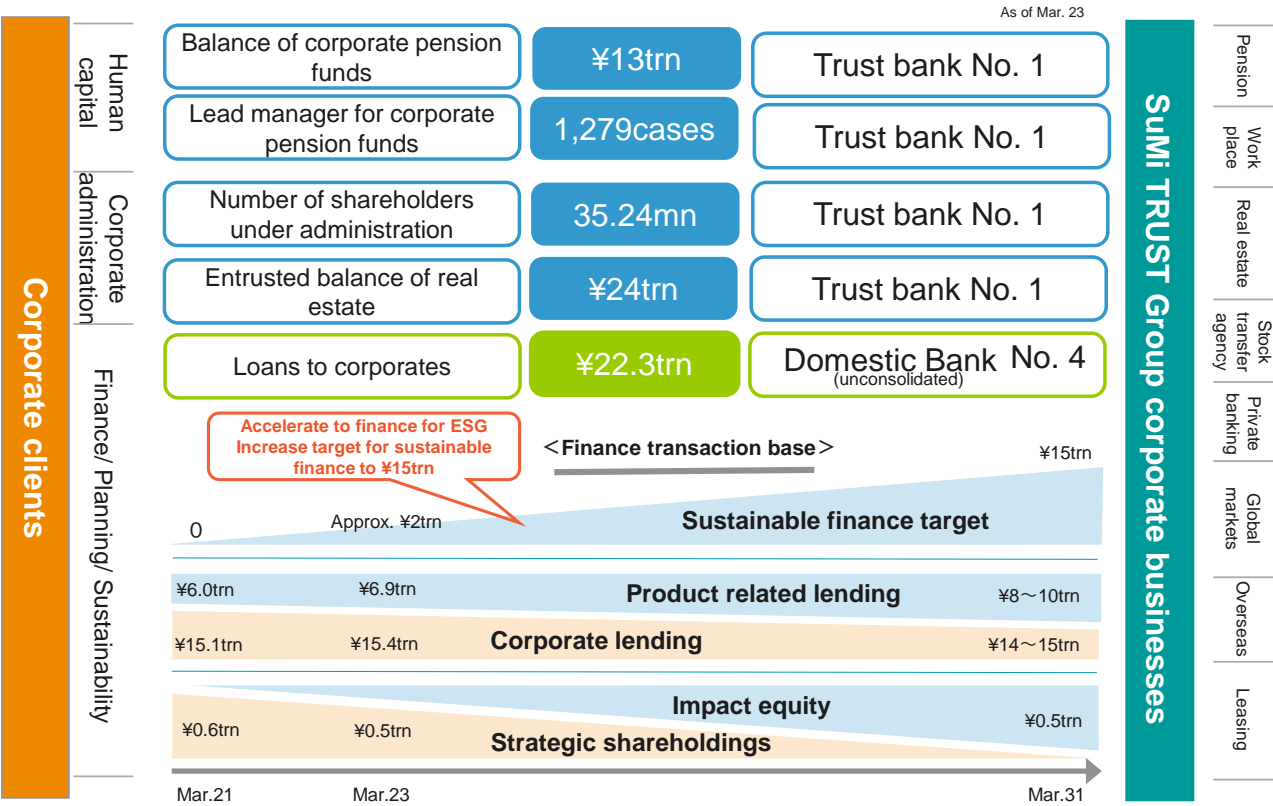 As of Mar. 23
Corporate clients
Human
capital
Balance of corporate pension
funds
¥13trn
Trust bank No. 1
Lead manager for corporate
pension funds
1,279cases
Trust bank No. 1
Corporate
administration
Number of shareholders
under administration
35.24mn
Trust bank No. 1
Entrusted balance of real
estate
¥24trn
Trust bank No. 1
Finance/ Planning/ Sustainability
Loans to corporates
¥22.3trn
Domestic Bank No. 4
(unconsolidated)
Accelerate to finance for ESG
Increase target for sustainable
finance to ¥15trn
<Finance transaction base>
¥15trn
0
Approx. ¥2trn
Sustainable finance target
¥6.0trn
¥6.9trn
Product related lending
¥8～10trn
¥15.1trn
¥15.4trn
Corporate lending
¥14～15trn
Impact equity
¥0.6trn
¥0.5trn
¥0.5trn
Strategic shareholdings
Mar.21
Mar.23
Mar.31
SuMi TRUST Group corporate businesses
Pension
Work
place
Real estate
Stock
transfer
agency
Private
banking
Global
markets
Overseas
Leasing